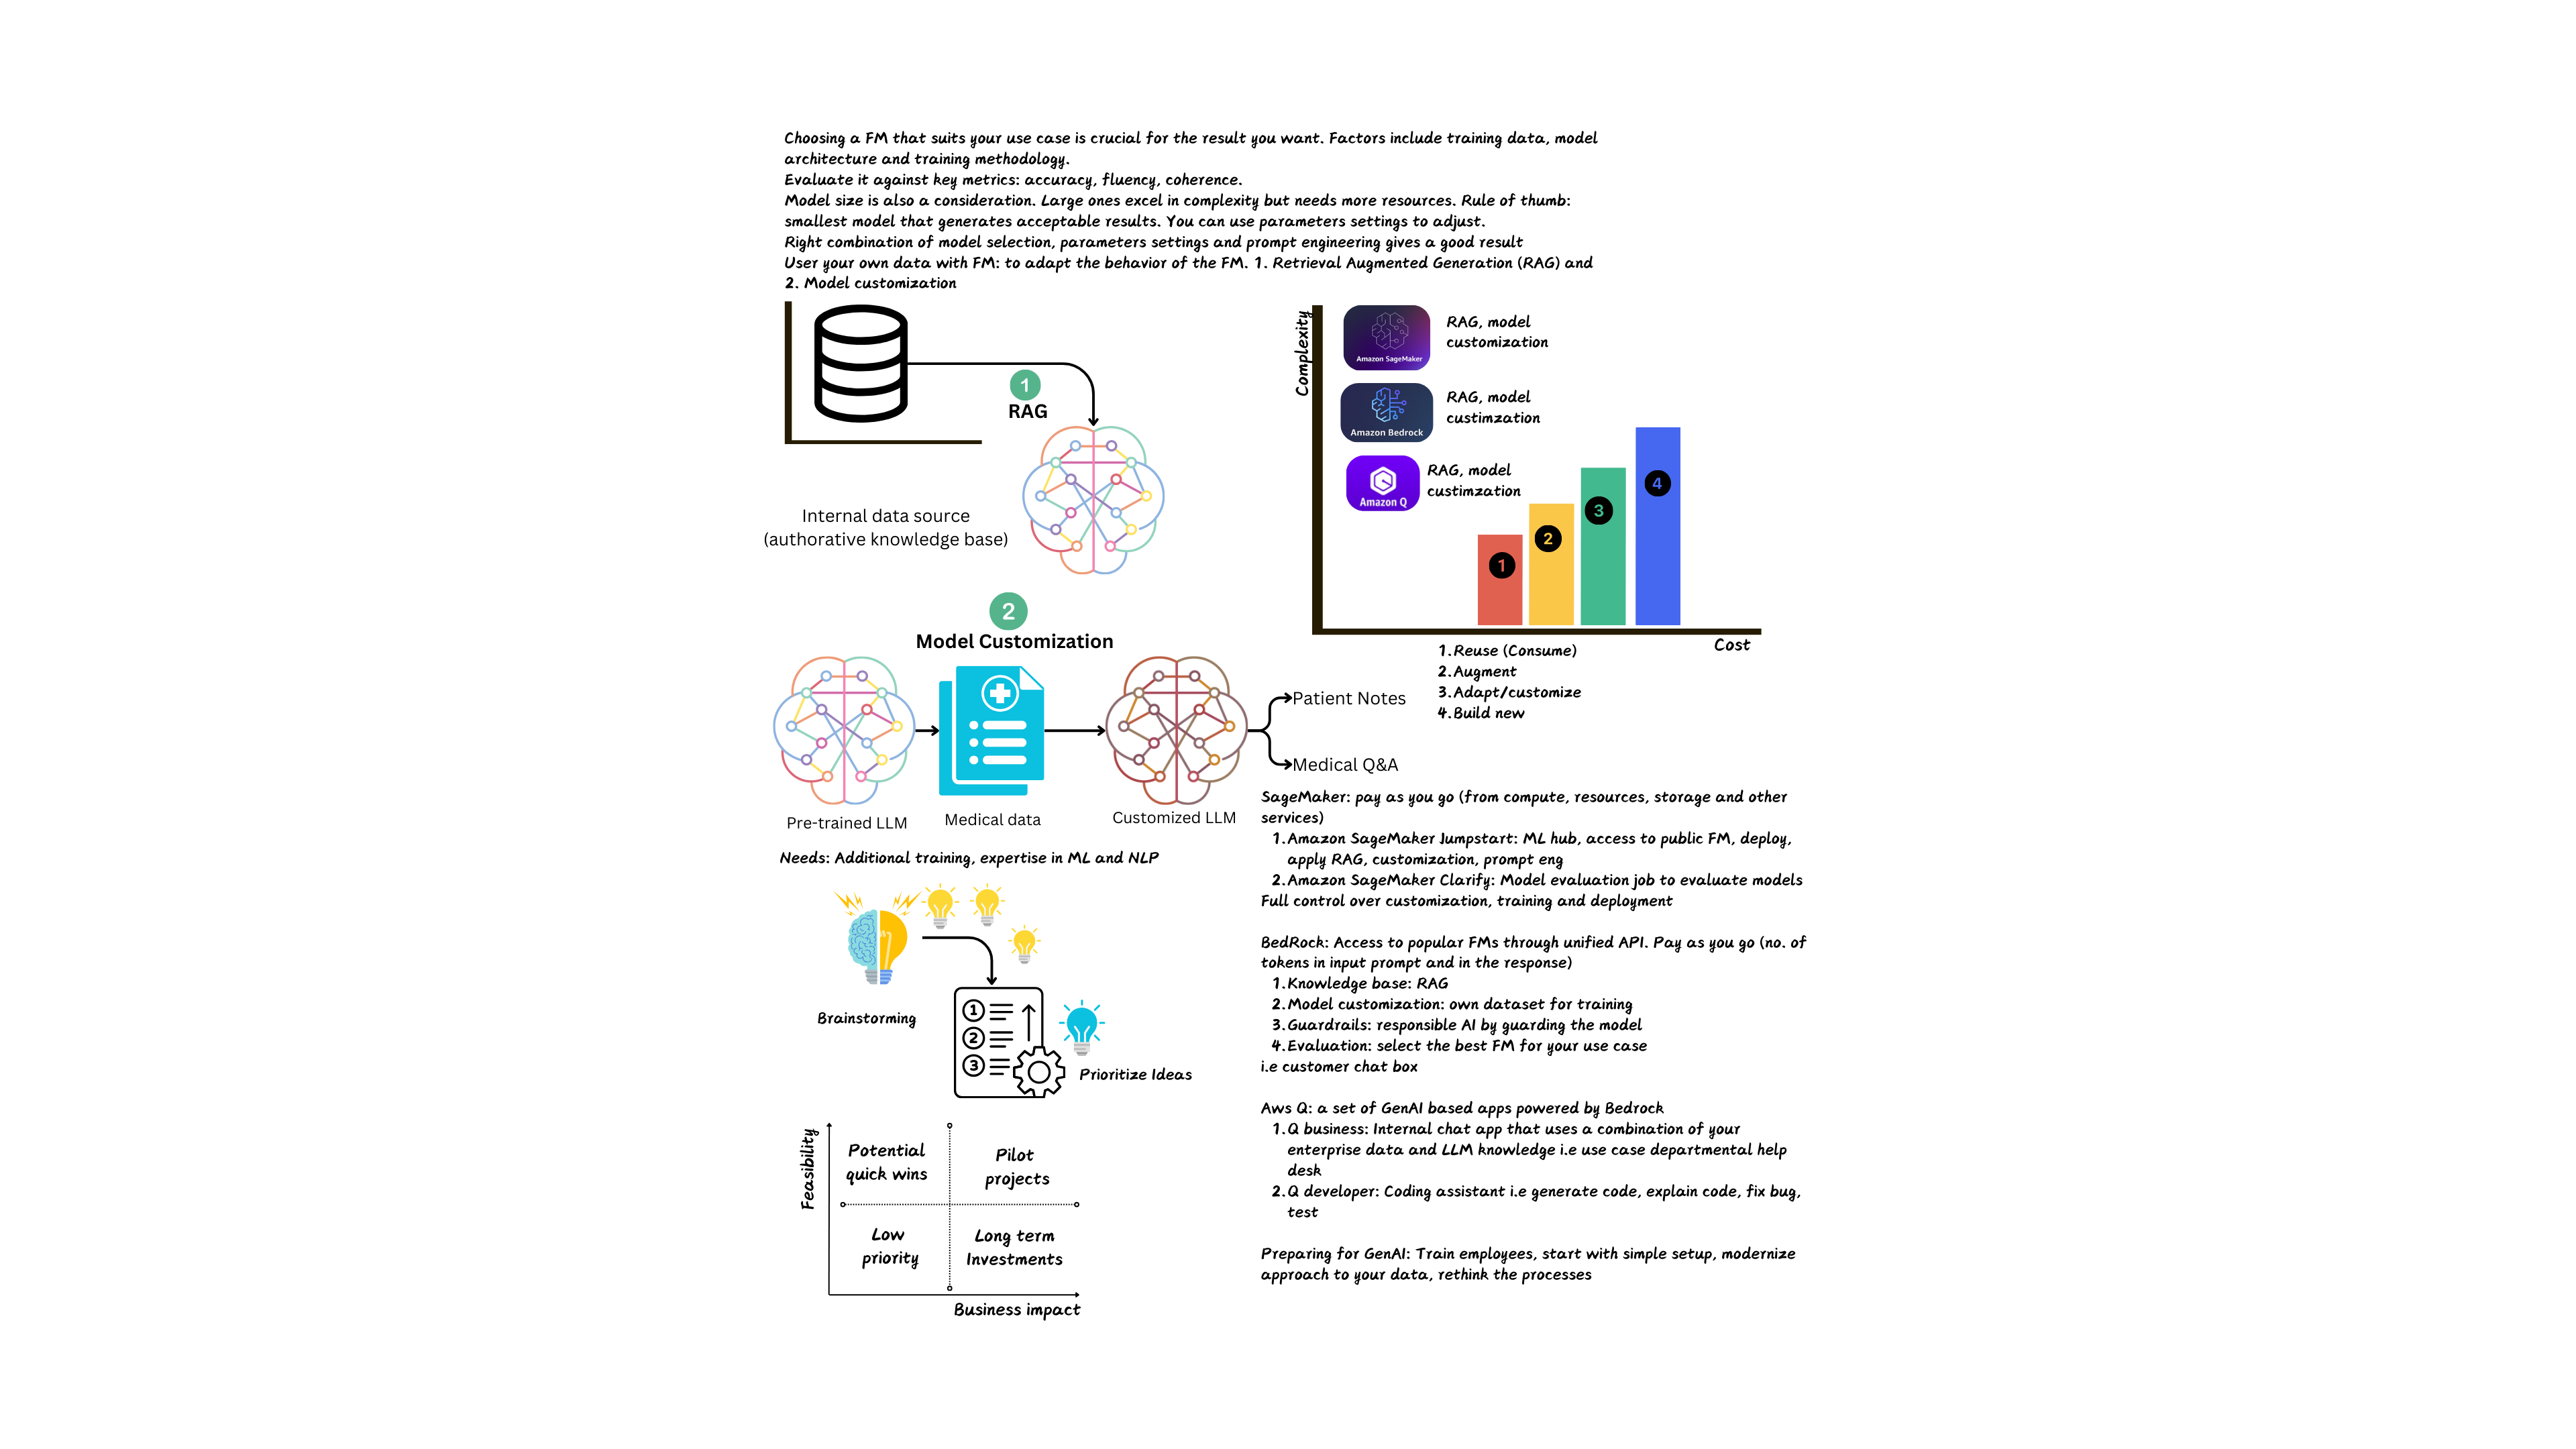 Choosing a FM that suits your use case is crucial for the result you want. Factors include training data, model
architecture and training methodology.
Evaluate it against key metrics: accuracy, fluency, coherence.
Model size is also a consideration. Large ones excel in complexity but needs more resources. Rule of thumb:
smallest model that generates acceptable results. You can use parameters settings to adjust.
Right combination of model selection, parameters settings and prompt engineering gives a good result
User your own data with FM: to adapt the behavior of the FM. 1. Retrieval Augmented Generation (RAG) and
2. Model customization
1
RAG
Internal data source
(authorative knowledge base)
Complexity
Amazon SageMaker
RAG, model
customization
Amazon Bedrock
RAG, model
custimzation
Amazon Q
RAG, model
custimzation
1
2
3
4
Cost
1. Reuse (Consume)
2. Augment
3. Adapt/customize
4. Build new
2
Model Customization
Pre-trained LLM
Medical data
Customized LLM
Patient Notes
Medical Q&A
Needs: Additional training, expertise in ML and NLP
Brainstorming
1
2
3
Prioritize Ideas
Feasibility
Potential
quick wins
Pilot
projects
Low
priority
Long term
Investments
Business impact
SageMaker: pay as you go (from compute, resources, storage and other
services)
1. Amazon SageMaker Jumpstart: ML hub, access to public FM, deploy,
apply RAG, customization, prompt eng
2. Amazon SageMaker Clarify: Model evaluation job to evaluate models
Full control over customization, training and deployment
BedRock: Access to popular FMs through unified API. Pay as you go (no. of
tokens in input prompt and in the response)
1. Knowledge base: RAG
2. Model customization: own dataset for training
3. Guardrails: responsible AI by guarding the model
4. Evaluation: select the best FM for your use case
i.e customer chat box
Aws Q: a set of GenAI based apps powered by Bedrock
1. Q business: Internal chat app that uses a combination of your
enterprise data and LLM knowledge i.e use case departmental help
desk
2. Q developer: Coding assistant i.e generate code, explain code, fix bug,
test
Preparing for GenAI: Train employees, start with simple setup, modernize
approach to your data, rethink the processes